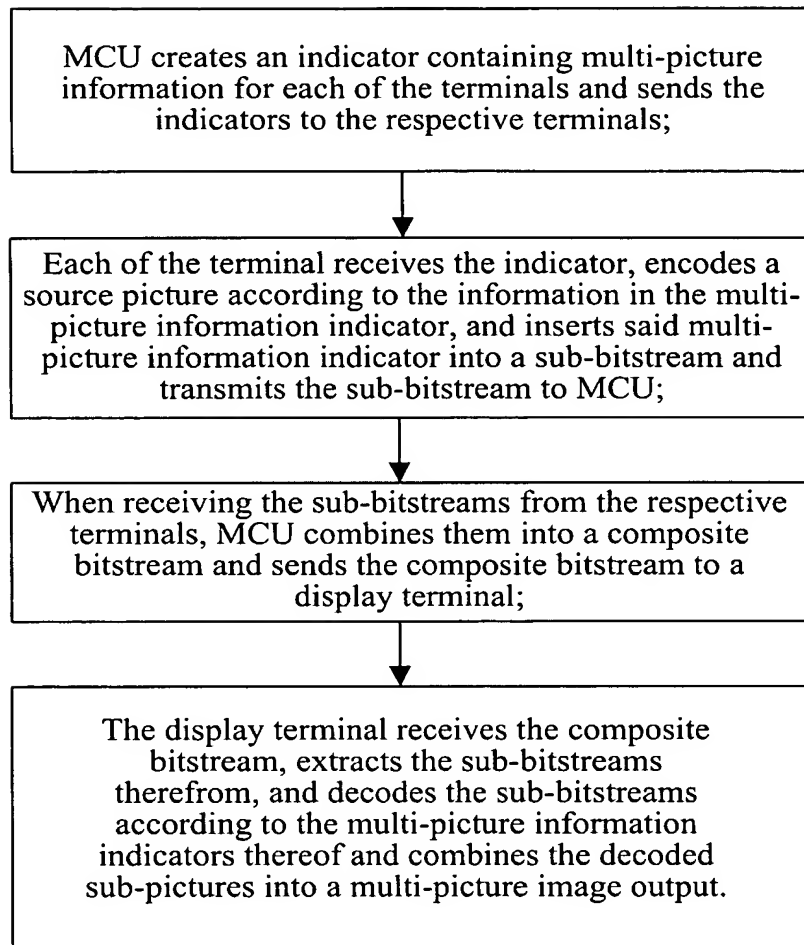 MCU creates an indicator containing multi-picture
information for each of the terminals and sends the
indicators to the respective terminals;
Each of the terminal receives the indicator, encodes a
source picture according to the information in the multi-
picture information indicator, and inserts said multi-
picture information indicator into a sub-bitstream and
transmits the sub-bitstream to MCU;
When receiving the sub-bitstreams from the respective
terminals, MCU combines them into a composite
bitstream and sends the composite bitstream to a
display terminal;
The display terminal receives the composite
bitstream, extracts the sub-bitstreams
therefrom, and decodes the sub-bitstreams
according to the multi-picture information
indicators thereof and combines the decoded
sub-pictures into a multi-picture image output.